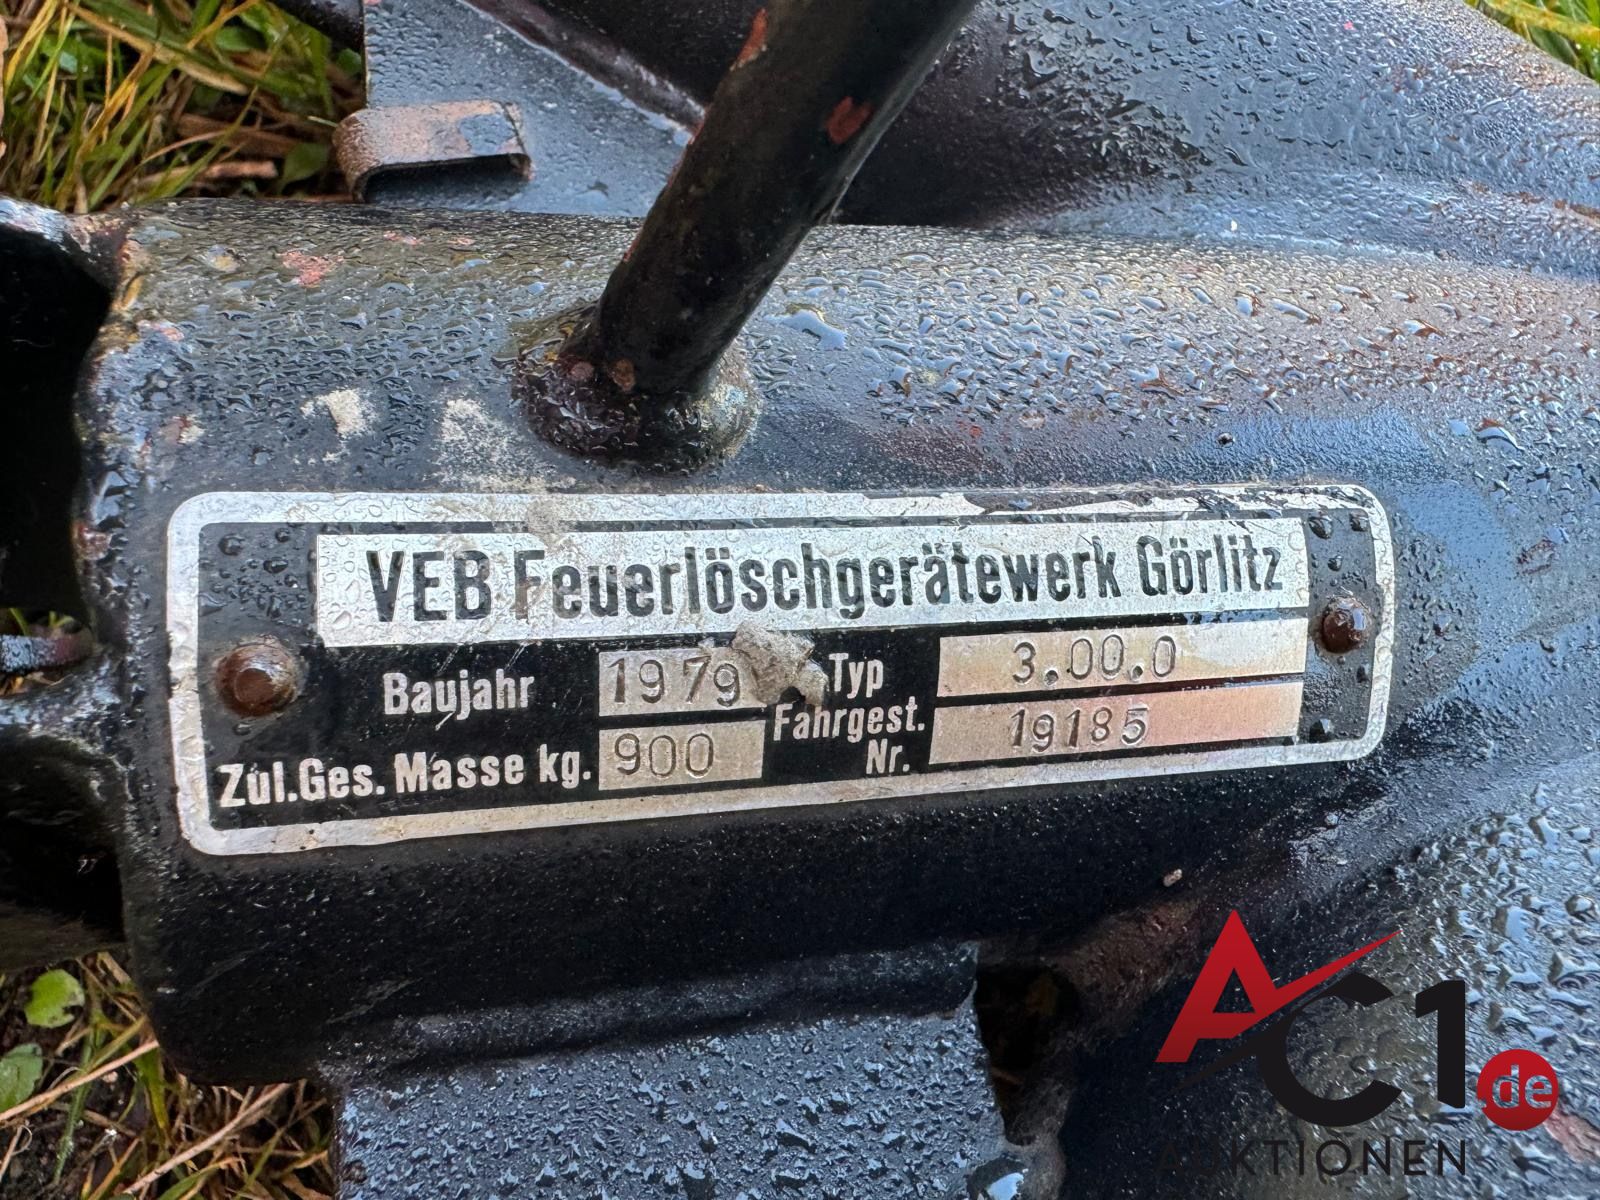 VEB Feuerlöschgerätewerk Görlitz
Baujahr 1979 Typ 3.00.0
Zul.Ges. Masse kg. 900 Fahrgest. Nr. 19185
AC1.de
AUKTIONEN